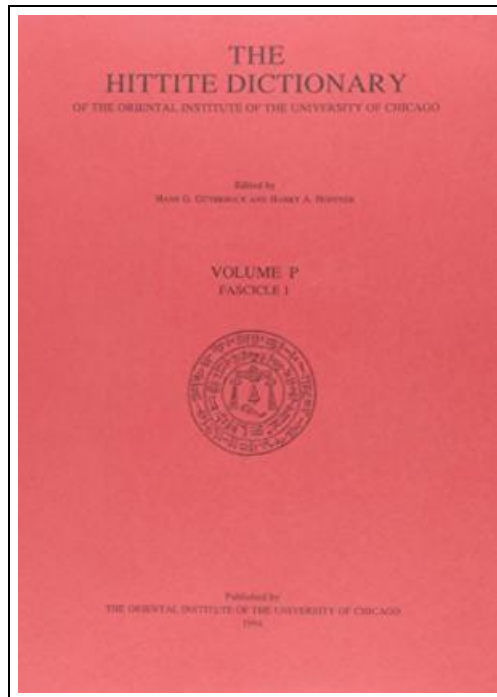 THE
HITTITE DICTIONARY
OF THE ORIENTAL INSTITUTE OF THE UNIVERSITY OF CHICAGO
Edited by
HANS G. GÜTERBOCK AND HARRY A. HOFFNER
VOLUME P
FASCICLE 1
Published by
THE ORIENTAL INSTITUTE OF THE UNIVERSITY OF CHICAGO
1994